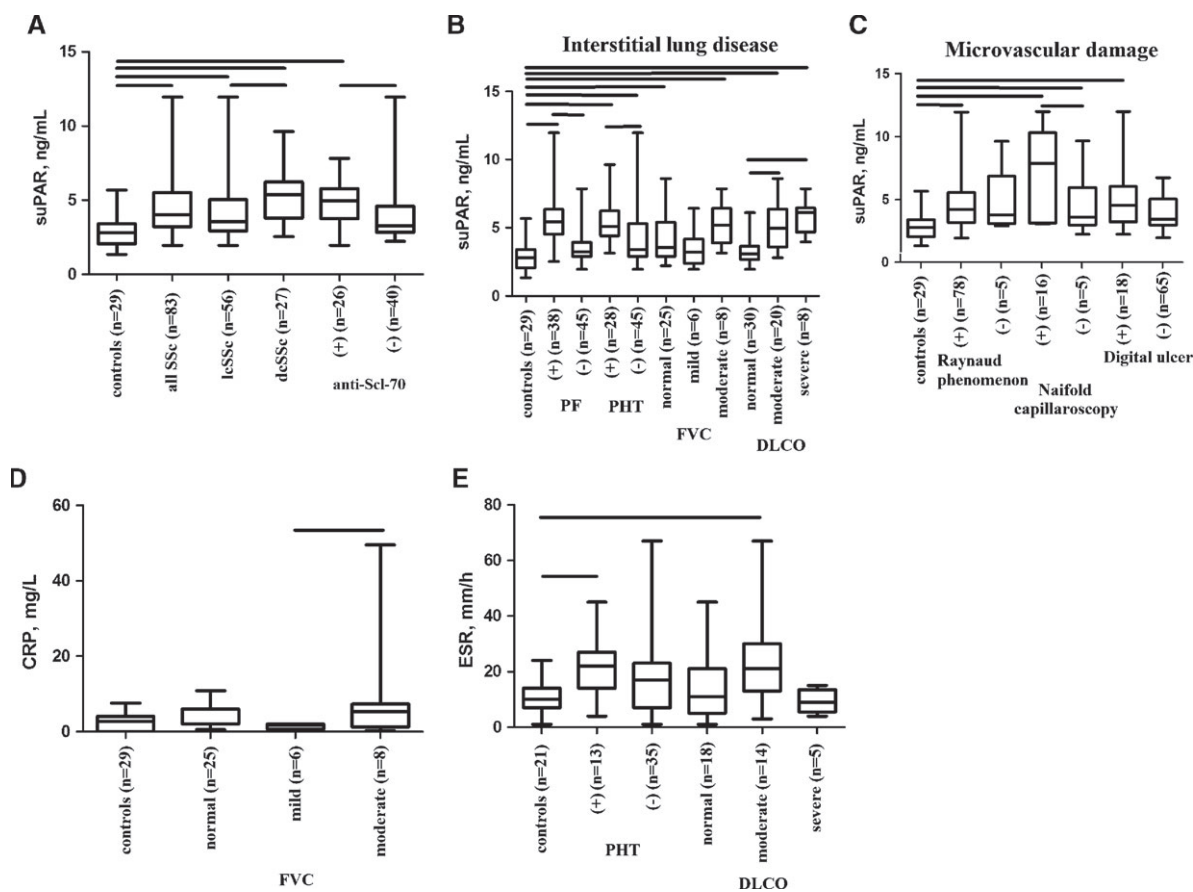 A
suPAR, ng/mL
15
10
5
0
controls (n=29)
all SSc (n=83)
lcSSc (n=56)
dcSSc (n=27)
(+) (n=26)
(-) (n=40)
anti-Scl-70
B
Interstitial lung disease
suPAR, ng/mL
15
10
5
0
controls (n=29)
(+) (n=38)
(-) (n=45)
(+) (n=28)
(-) (n=45)
normal (n=25)
mild (n=6)
moderate (n=8)
normal (n=30)
moderate (n=20)
severe (n=8)
PF
PHT
FVC
DLCO
C
Microvascular damage
suPAR, ng/mL
15
10
5
0
controls (n=29)
(+) (n=78)
(-) (n=5)
(+) (n=16)
(-) (n=5)
(+) (n=18)
(-) (n=65)
Raynaud
phenomenon
Naifold
capillaroscopy
Digital ulcer
D
CRP, mg/L
60
40
20
0
controls (n=29)
normal (n=25)
mild (n=6)
moderate (n=8)
FVC
E
ESR, mm/h
80
60
40
20
0
controls (n=21)
(+) (n=13)
(-) (n=35)
normal (n=18)
moderate (n=14)
severe (n=5)
PHT
DLCO